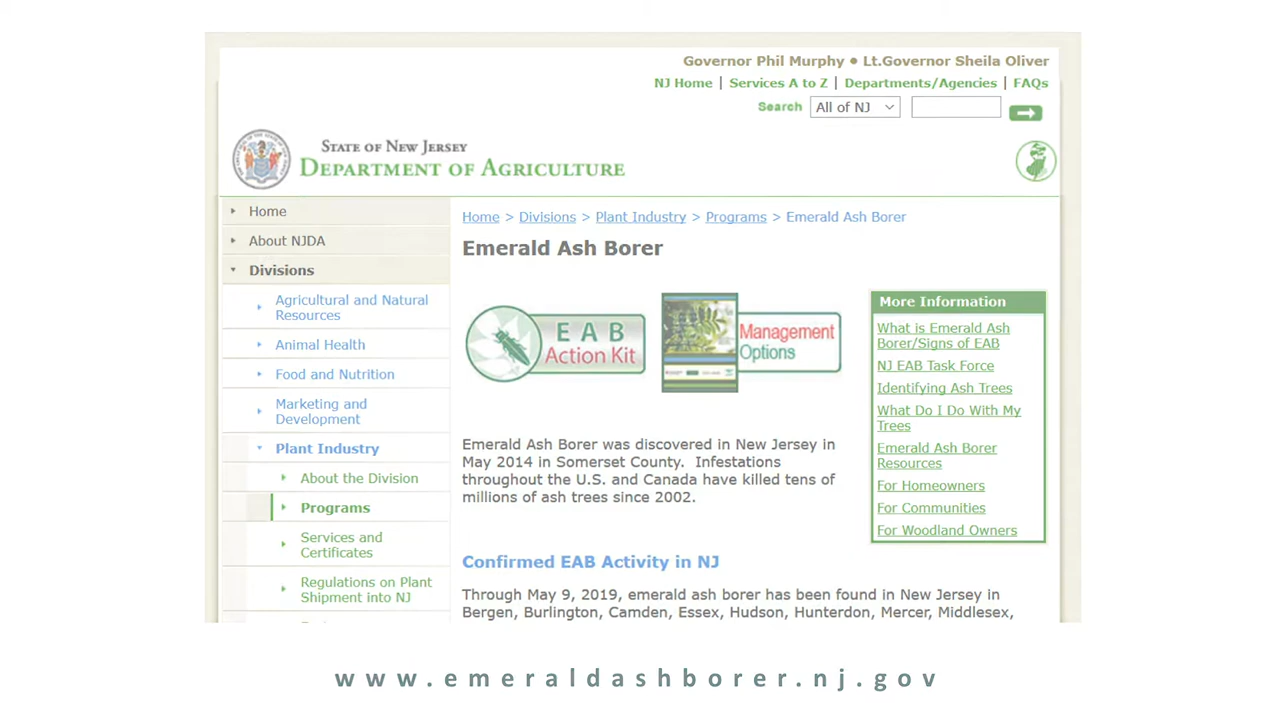 Governor Phil Murphy • Lt.Governor Sheila Oliver
NJ Home | Services A to Z | Departments/Agencies | FAQs
Search All of NJ
STATE OF NEW JERSEY
DEPARTMENT OF AGRICULTURE
Home
About NJDA
Divisions
Agricultural and Natural
Resources
Animal Health
Food and Nutrition
Marketing and
Development
Plant Industry
About the Division
Programs
Services and
Certificates
Regulations on Plant
Shipment into NJ
Home > Divisions > Plant Industry > Programs > Emerald Ash Borer
Emerald Ash Borer
EAB
Action Kit
Management
Options
Emerald Ash Borer was discovered in New Jersey in
May 2014 in Somerset County. Infestations
throughout the U.S. and Canada have killed tens of
millions of ash trees since 2002.
More Information
What is Emerald Ash
Borer/Signs of EAB
NJ EAB Task Force
Identifying Ash Trees
What Do I Do With My
Trees
Emerald Ash Borer
Resources
For Homeowners
For Communities
For Woodland Owners
Confirmed EAB Activity in NJ
Through May 9, 2019, emerald ash borer has been found in New Jersey in
Bergen, Burlington, Camden, Essex, Hudson, Hunterdon, Mercer, Middlesex,
www.emeraldashborer.nj.gov